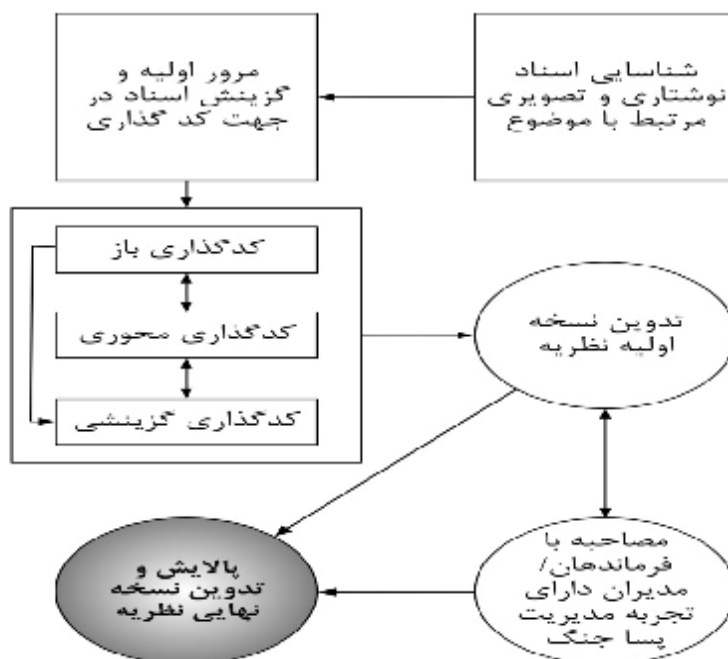 شناسایی اسناد
نوشتاری و تصویری
مرتبط با موضوع
مرور اولیه و
گزینش اسناد در
جهت کد گذاری
کدگذاری باز
کدگذاری محوری
کدگذاری گزینشی
تدوین نسخه
اولیه نظریه
مصاحبه با
فرماندهان/
مدیران دارای
تجربه مدیریت
پسا جنگ
پالایش و
تدوین نسخه
نهایی نظریه